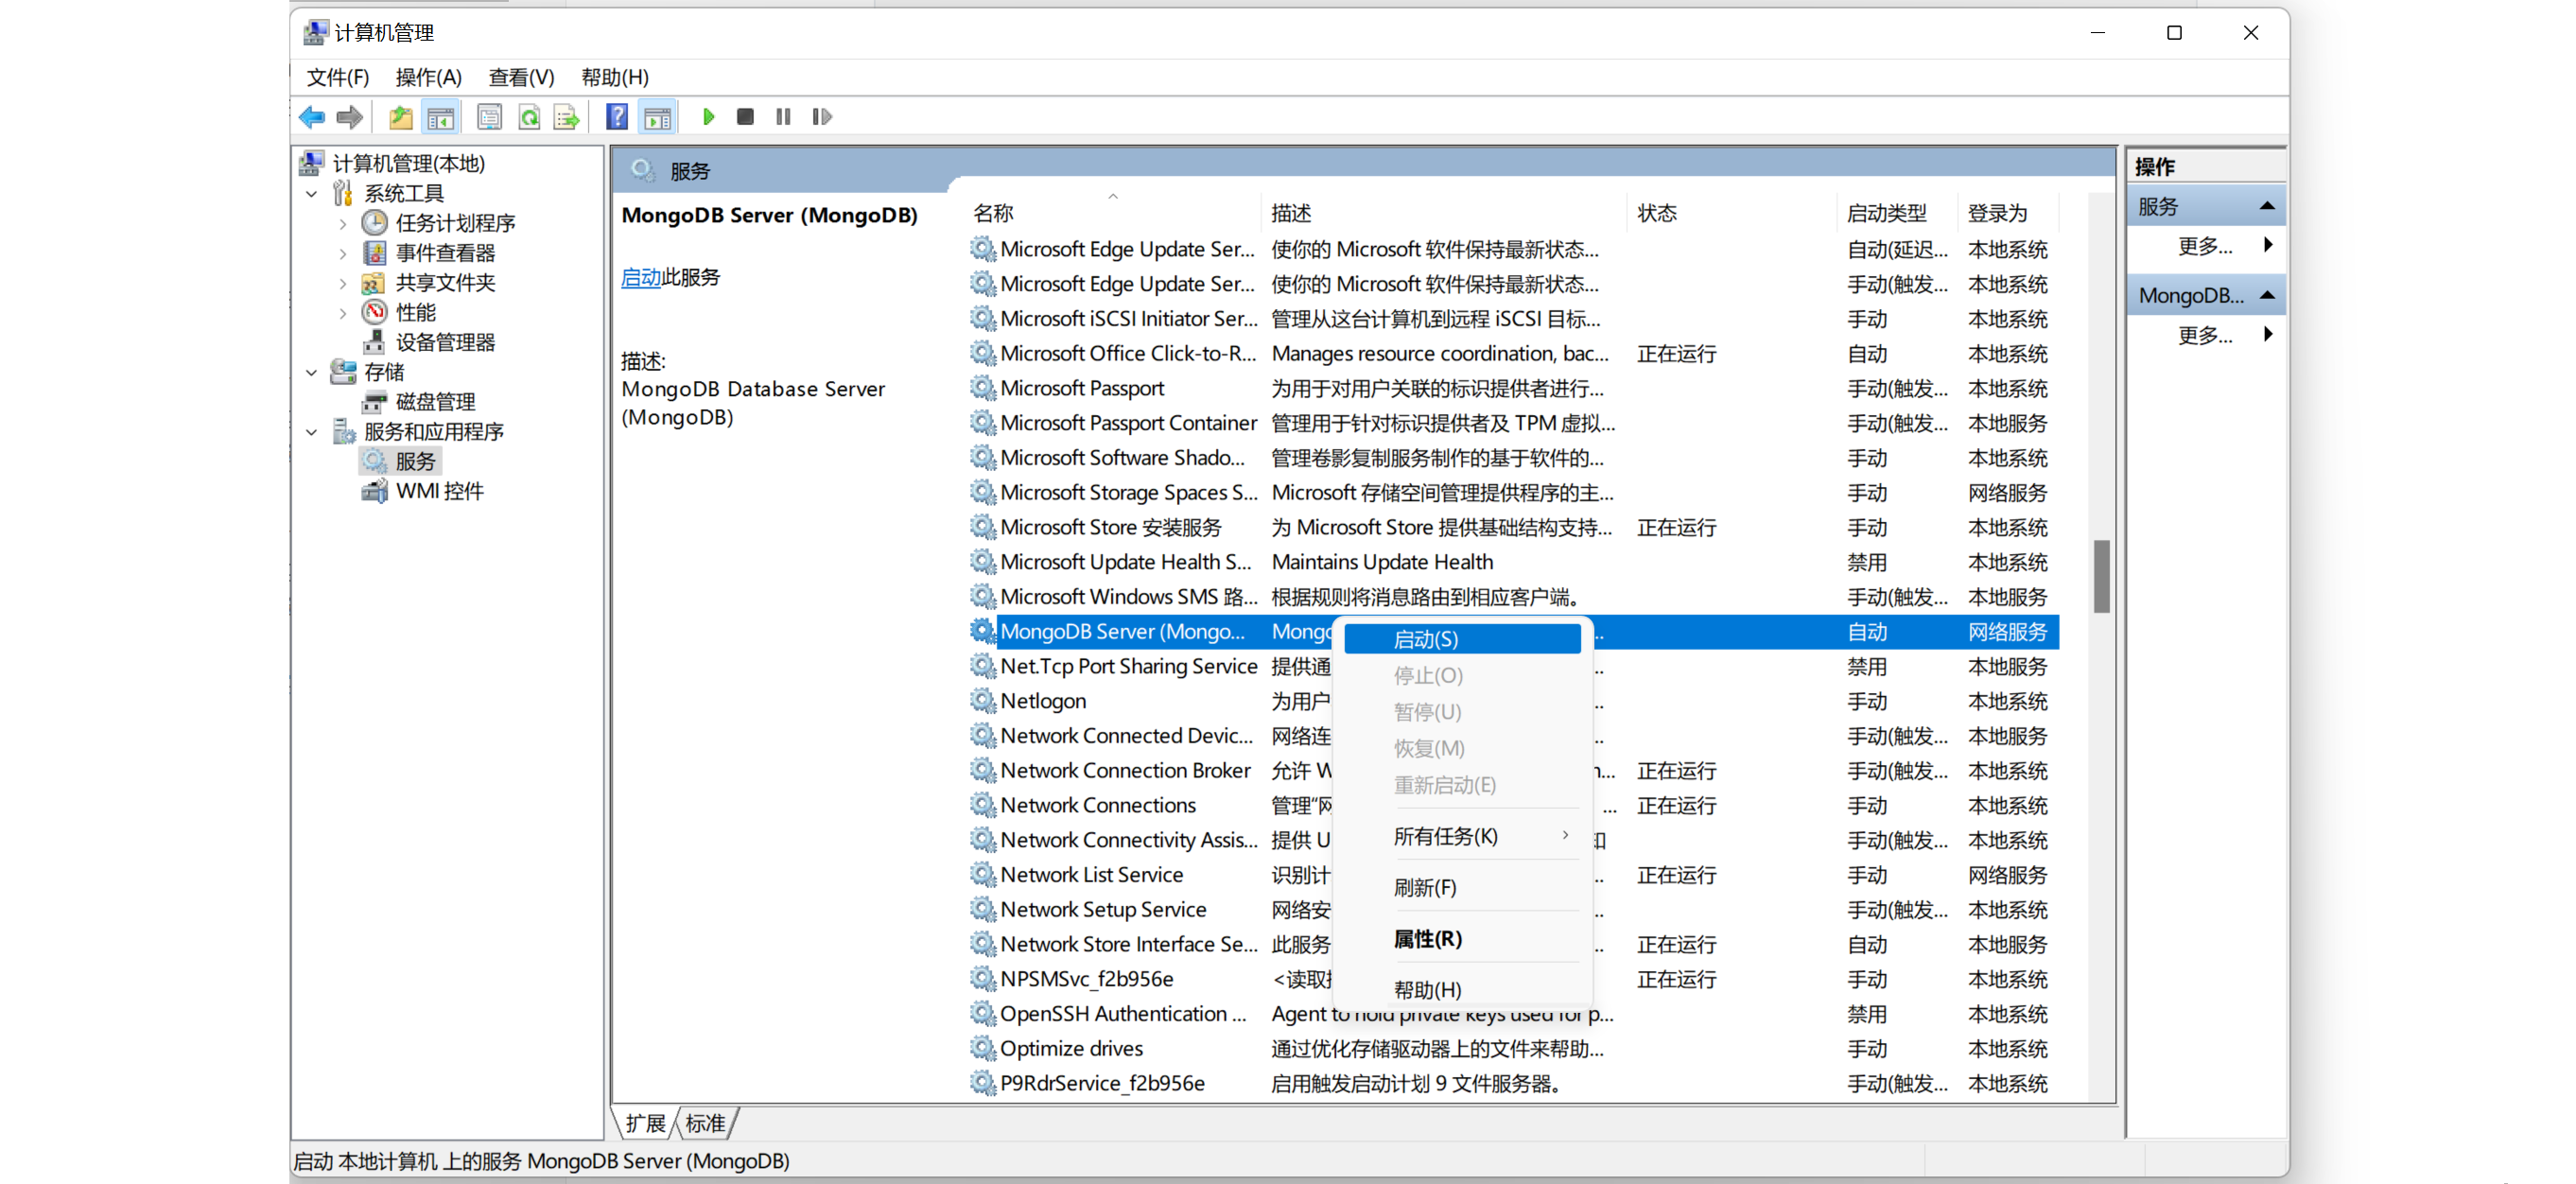 计算机管理
文件(F) 操作(A) 查看(V) 帮助(H)
计算机管理(本地)
系统工具
任务计划程序
事件查看器
共享文件夹
性能
设备管理器
存储
磁盘管理
服务和应用程序
服务
WMI 控件
服务
MongoDB Server (MongoDB)
启动此服务
描述:
MongoDB Database Server
(MongoDB)
名称 描述 状态 启动类型 登录为
Microsoft Edge Update Ser... 使你的 Microsoft 软件保持最新状态... 自动(延迟... 本地系统
Microsoft Edge Update Ser... 使你的 Microsoft 软件保持最新状态... 手动(触发... 本地系统
Microsoft iSCSI Initiator Ser... 管理从这台计算机到远程 iSCSI 目标... 手动 本地系统
Microsoft Office Click-to-R... Manages resource coordination, bac... 正在运行 自动 本地系统
Microsoft Passport 为用于对用户关联的标识提供者进行... 手动(触发... 本地系统
Microsoft Passport Container 管理用于针对标识提供者及 TPM 虚拟... 手动(触发... 本地服务
Microsoft Software Shado... 管理卷影复制服务制作的基于软件的... 手动 本地系统
Microsoft Storage Spaces S... Microsoft 存储空间管理提供程序的主... 手动 网络服务
Microsoft Store 安装服务 为 Microsoft Store 提供基础结构支持... 正在运行 手动 本地系统
Microsoft Update Health S... Maintains Update Health 禁用 本地系统
Microsoft Windows SMS 路... 根据规则将消息路由到相应客户端。 手动(触发... 本地服务
MongoDB Server (Mongo... Mongo .. 自动 网络服务
Net.Tcp Port Sharing Service 提供通 .. 禁用 本地服务
Netlogon 为用户 .. 手动 本地系统
Network Connected Devic... 网络连 .. 手动(触发... 本地服务
Network Connection Broker 允许 W n... 正在运行 手动(触发... 本地系统
Network Connections 管理“网 ... 正在运行 手动 本地系统
Network Connectivity Assis... 提供 U 和 手动(触发... 本地系统
Network List Service 识别计 .. 正在运行 手动 网络服务
Network Setup Service 网络安 .. 手动(触发... 本地系统
Network Store Interface Se... 此服务 .. 正在运行 自动 本地服务
NPSMSvc_f2b956e <读取 正在运行 手动 本地系统
OpenSSH Authentication ... Agent to hold private keys used for p... 禁用 本地系统
Optimize drives 通过优化存储驱动器上的文件来帮助... 手动 本地系统
P9RdrService_f2b956e 启用触发启动计划 9 文件服务器。 手动(触发... 本地系统
启动(S)
停止(O)
暂停(U)
恢复(M)
重新启动(E)
所有任务(K)
刷新(F)
属性(R)
帮助(H)
操作
服务
更多...
MongoDB...
更多...
扩展 标准
启动 本地计算机 上的服务 MongoDB Server (MongoDB)